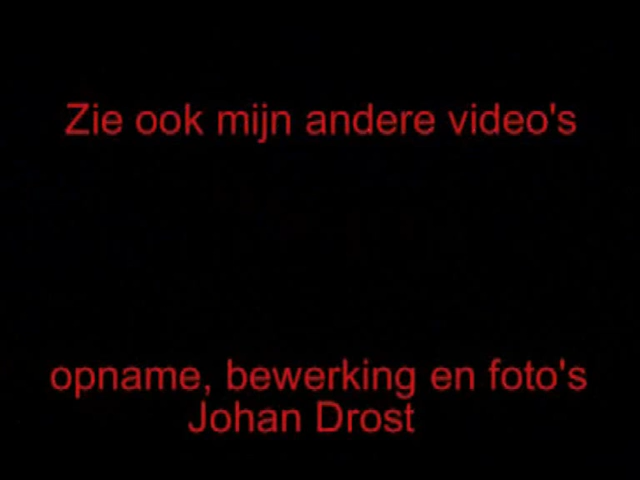 Zie ook mijn andere video's
opname, bewerking en foto's
Johan Drost